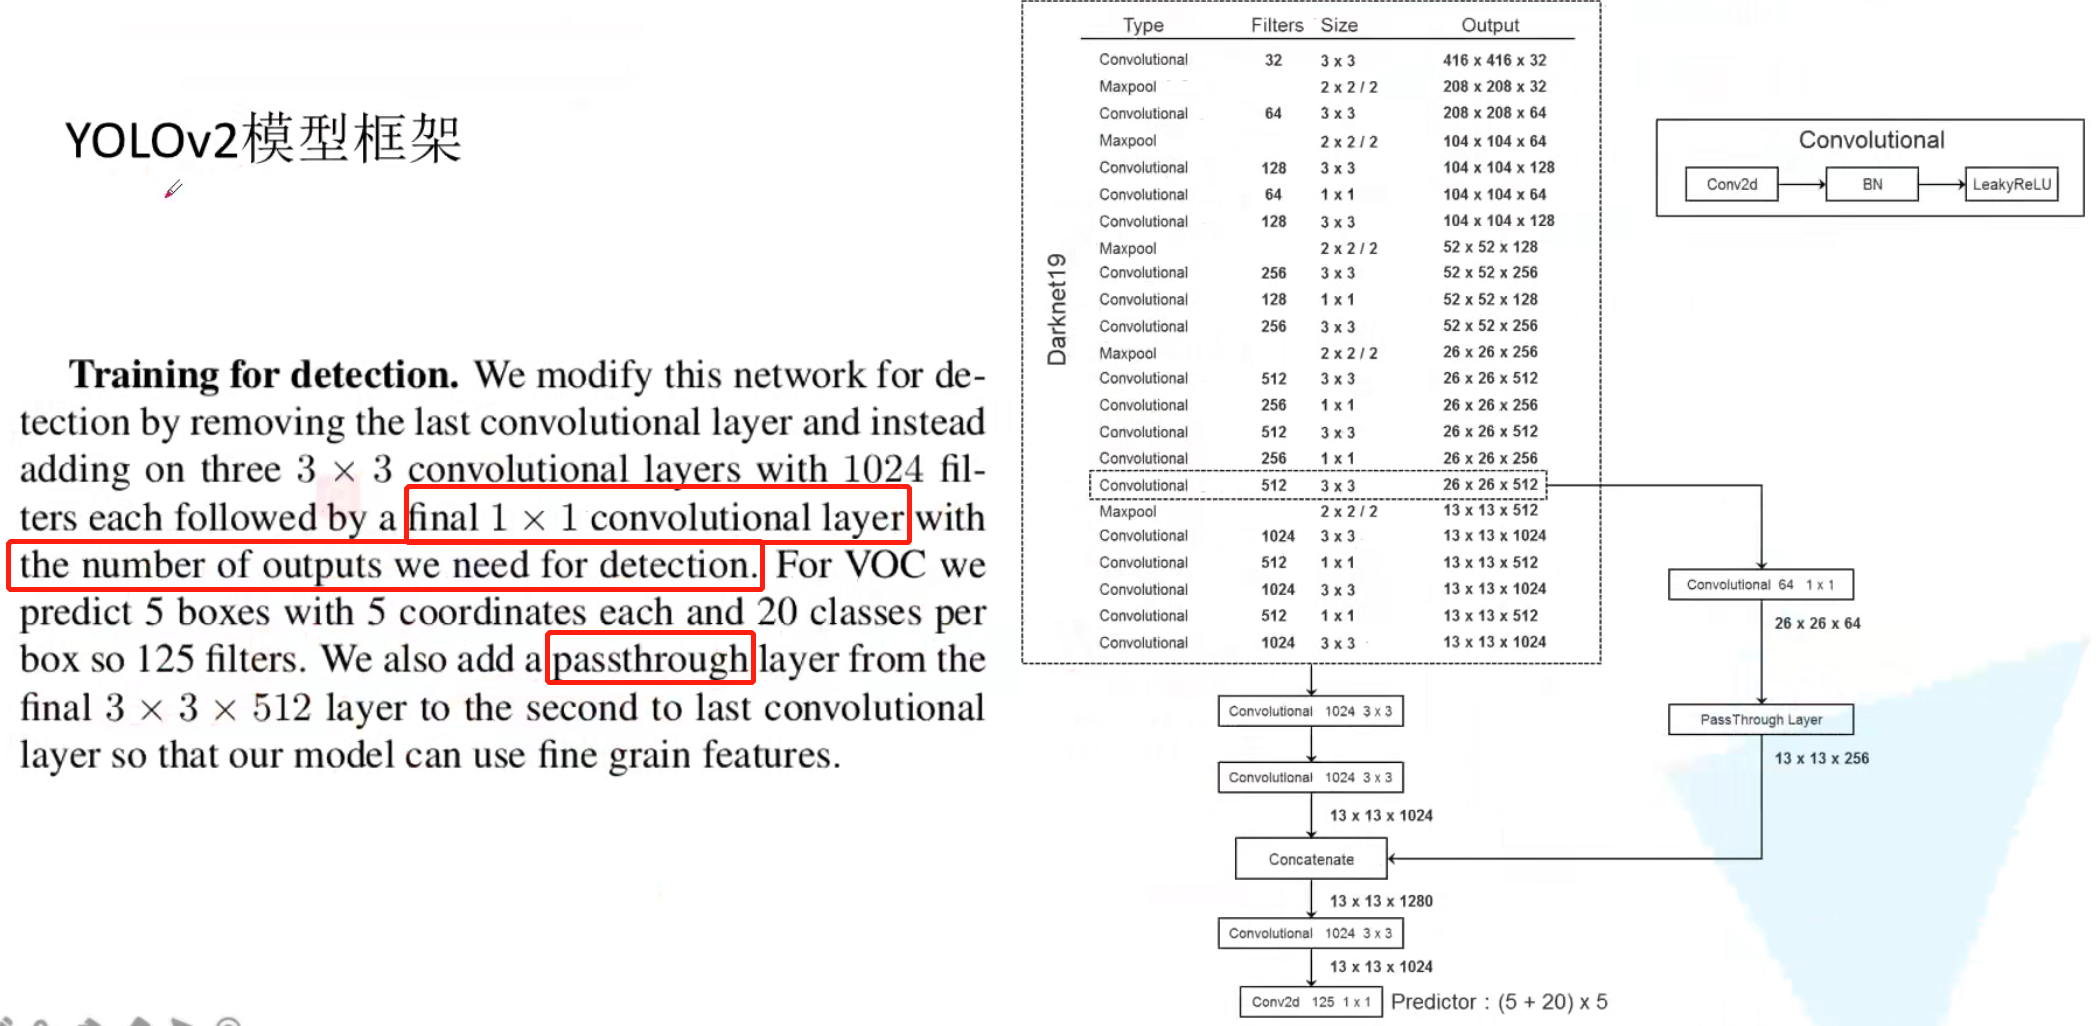 YOLOv2模型框架
Training for detection. We modify this network for de-
tection by removing the last convolutional layer and instead
adding on three 3 × 3 convolutional layers with 1024 fil-
ters each followed by a final 1 × 1 convolutional layer with
the number of outputs we need for detection. For VOC we
predict 5 boxes with 5 coordinates each and 20 classes per
box so 125 filters. We also add a passthrough layer from the
final 3 × 3 × 512 layer to the second to last convolutional
layer so that our model can use fine grain features.
Darknet19
Type Filters Size Output
Convolutional 32 3 x 3 416 x 416 x 32
Maxpool 2 x 2 / 2 208 x 208 x 32
Convolutional 64 3 x 3 208 x 208 x 64
Maxpool 2 x 2 / 2 104 x 104 x 64
Convolutional 128 3 x 3 104 x 104 x 128
Convolutional 64 1 x 1 104 x 104 x 64
Convolutional 128 3 x 3 104 x 104 x 128
Maxpool 2 x 2 / 2 52 x 52 x 128
Convolutional 256 3 x 3 52 x 52 x 256
Convolutional 128 1 x 1 52 x 52 x 128
Convolutional 256 3 x 3 52 x 52 x 256
Maxpool 2 x 2 / 2 26 x 26 x 256
Convolutional 512 3 x 3 26 x 26 x 512
Convolutional 256 1 x 1 26 x 26 x 256
Convolutional 512 3 x 3 26 x 26 x 512
Convolutional 256 1 x 1 26 x 26 x 256
Convolutional 512 3 x 3 26 x 26 x 512
Maxpool 2 x 2 / 2 13 x 13 x 512
Convolutional 1024 3 x 3 13 x 13 x 1024
Convolutional 512 1 x 1 13 x 13 x 512
Convolutional 1024 3 x 3 13 x 13 x 1024
Convolutional 512 1 x 1 13 x 13 x 512
Convolutional 1024 3 x 3 13 x 13 x 1024
Convolutional 1024 3 x 3
Convolutional 1024 3 x 3
13 x 13 x 1024
Concatenate
13 x 13 x 1280
Convolutional 1024 3 x 3
13 x 13 x 1024
Conv2d 125 1 x 1
Predictor : (5 + 20) x 5
Convolutional
Conv2d
BN
LeakyReLU
Convolutional 64 1 x 1
26 x 26 x 64
PassThrough Layer
13 x 13 x 256